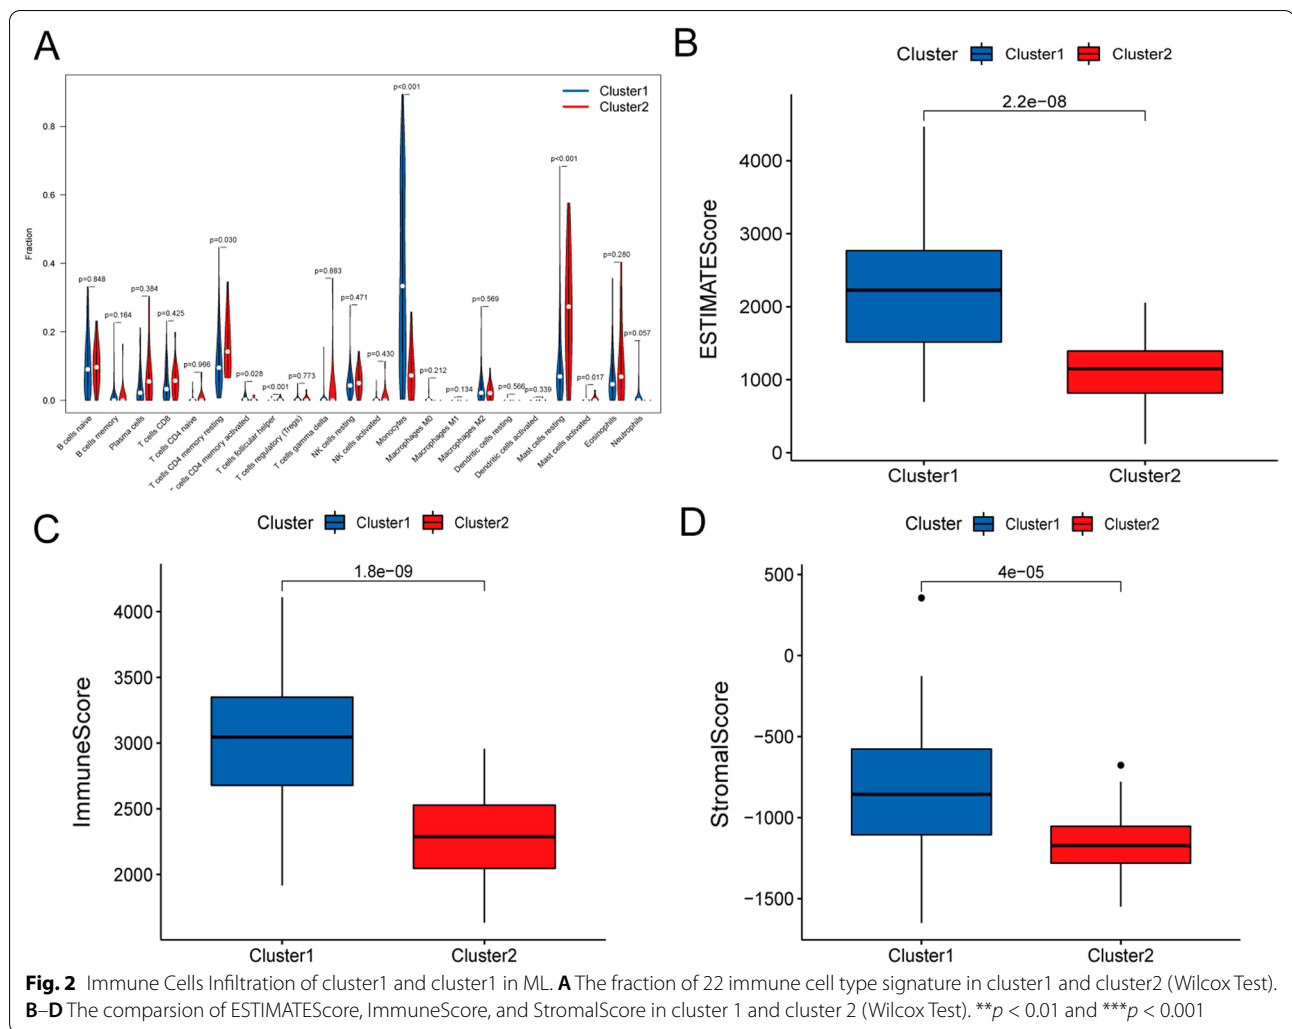 A
Cluster1
Cluster2
Fraction
0.8
0.6
0.4
0.2
0.0
p=0.848
p=0.164
p=0.384
p=0.425
p=0.966
p=0.030
p=0.028
p<0.001
p=0.773
p=0.883
p=0.471
p=0.430
p<0.001
p=0.212
p=0.134
p=0.569
p=0.566
p=0.339
p<0.001
p=0.017
p=0.280
p=0.057
B cells naive
B cells memory
Plasma cells
T cells CD8
T cells CD4 naive
T cells CD4 memory resting
T cells CD4 memory activated
T cells follicular helper
T cells regulatory (Tregs)
T cells gamma delta
NK cells resting
NK cells activated
Monocytes
Macrophages M0
Macrophages M1
Macrophages M2
Dendritic cells resting
Dendritic cells activated
Mast cells resting
Mast cells activated
Eosinophils
Neutrophils
B
Cluster Cluster1 Cluster2
2.2e−08
ESTIMATEScore
4000
3000
2000
1000
0
Cluster1 Cluster2
C
Cluster Cluster1 Cluster2
1.8e−09
ImmuneScore
4000
3500
3000
2500
2000
Cluster1 Cluster2
D
Cluster Cluster1 Cluster2
4e−05
StromalScore
500
0
−500
−1000
−1500
Cluster1 Cluster2
Fig. 2 Immune Cells Infiltration of cluster1 and cluster1 in ML. A The fraction of 22 immune cell type signature in cluster1 and cluster2 (Wilcox Test).
B–D The comparsion of ESTIMATEScore, ImmuneScore, and StromalScore in cluster 1 and cluster 2 (Wilcox Test). **p < 0.01 and ***p < 0.001